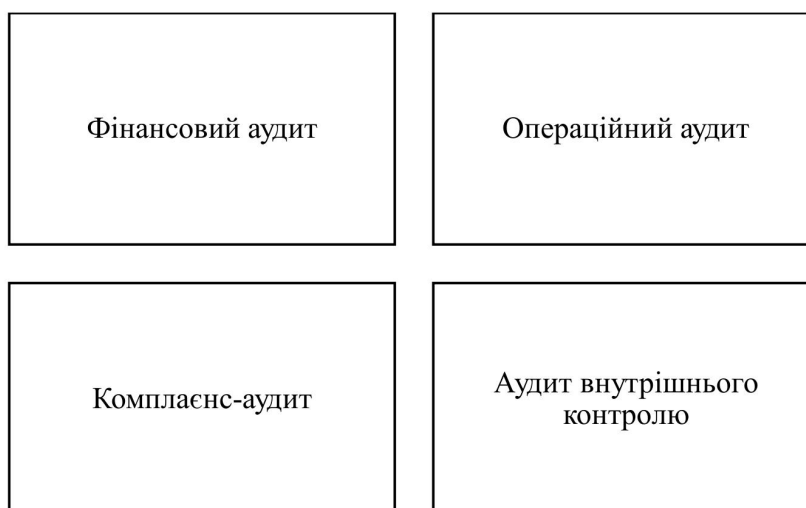 Фінансовий аудит
Операційний аудит
Комплаєнс-аудит
Аудит внутрішнього
контролю